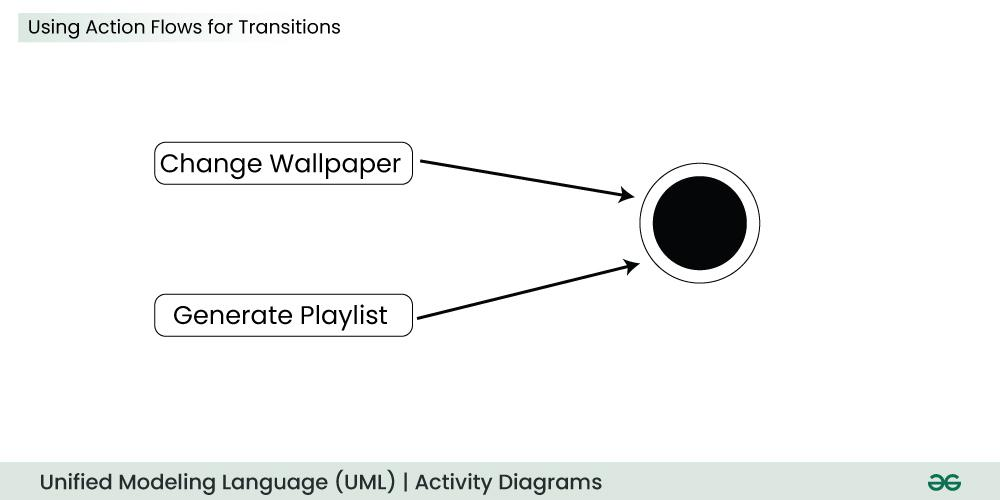 Using Action Flows for Transitions
Change Wallpaper
Generate Playlist
Unified Modeling Language (UML) | Activity Diagrams